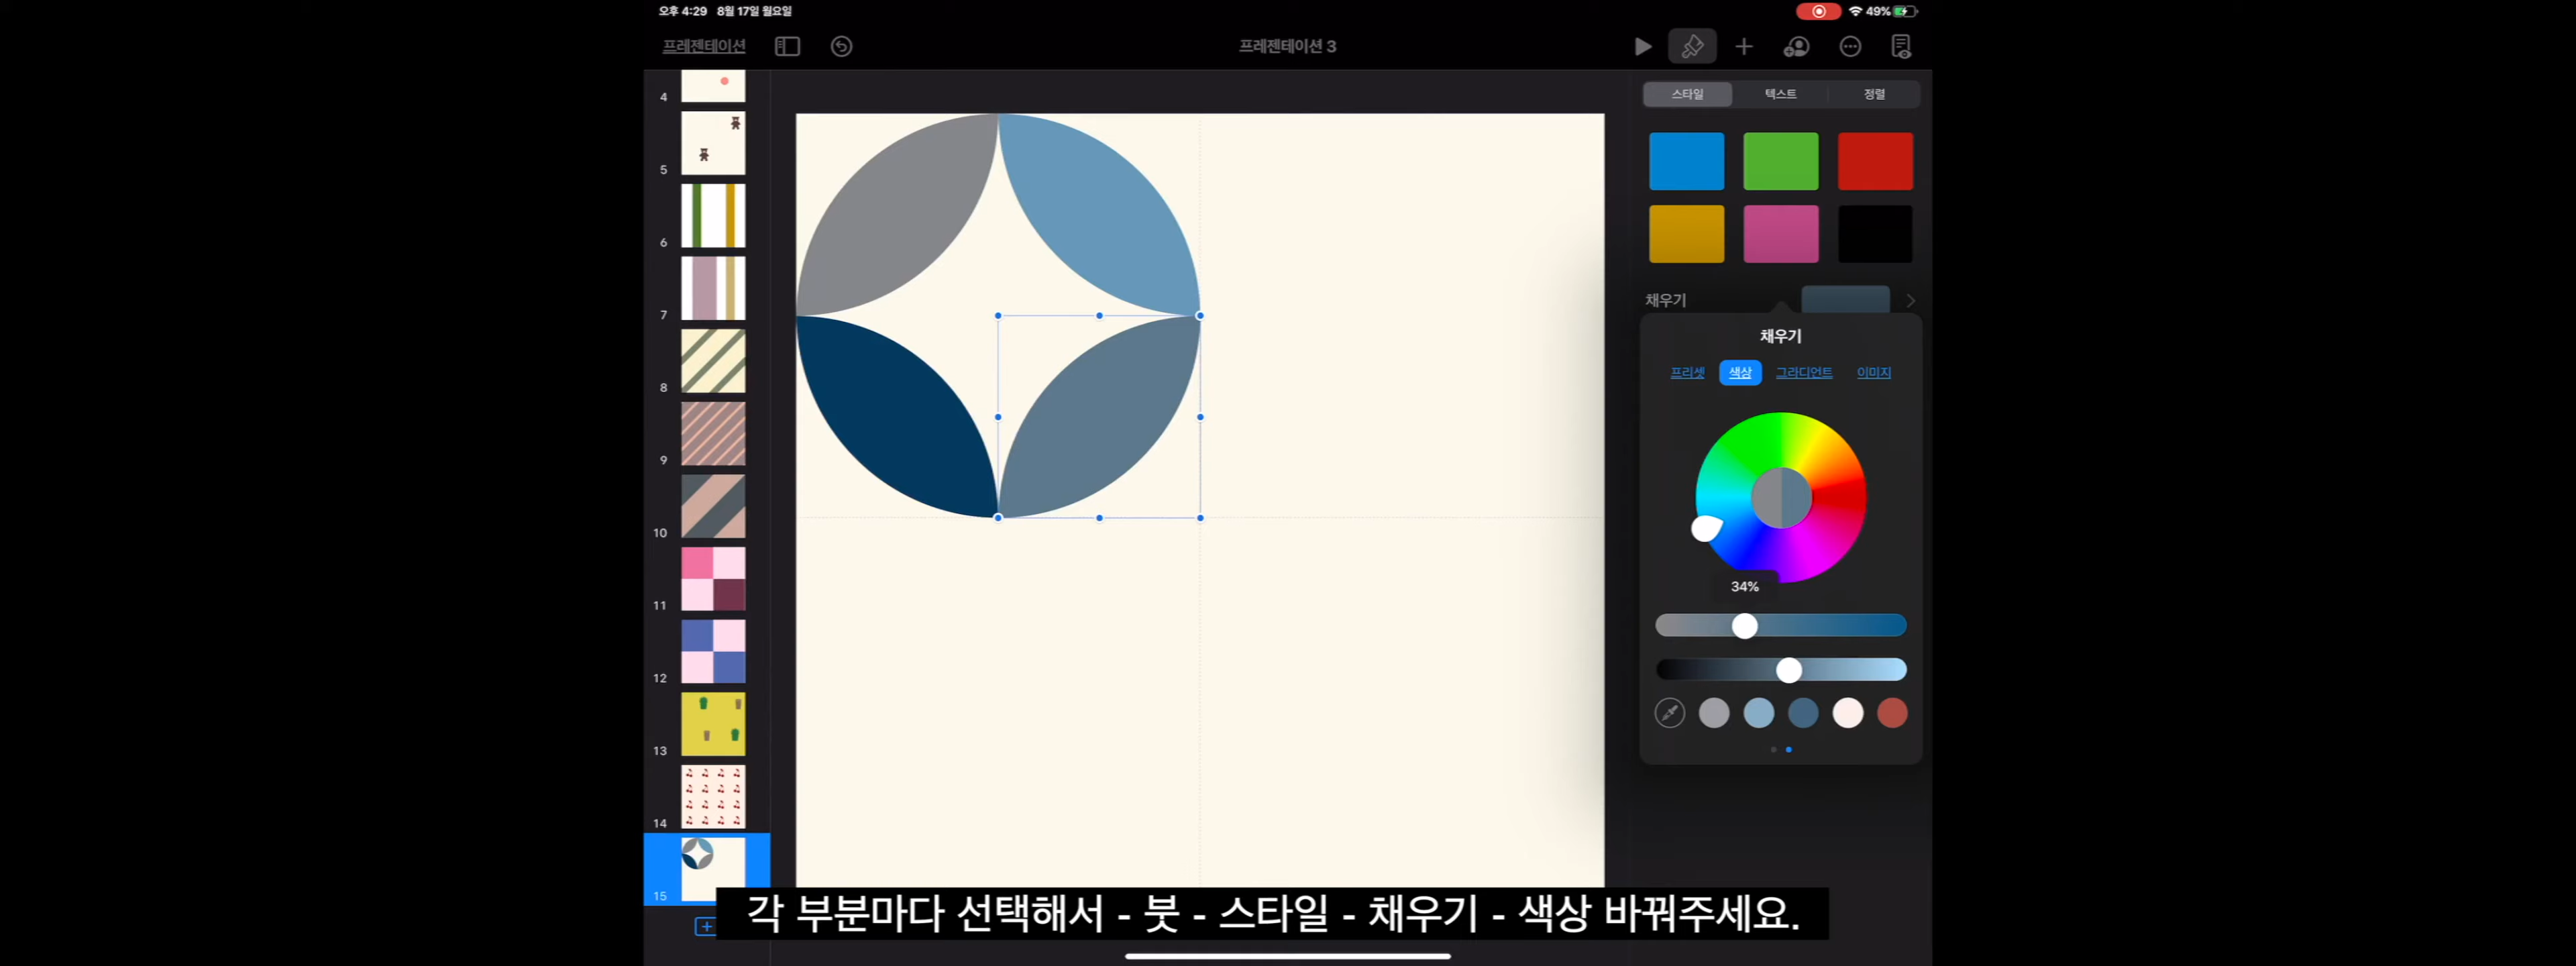 오후 4:29 8월 17일 월요일
49%
프레젠테이션
프레젠테이션 3
스타일 텍스트 정렬
4
5
6
7
8
9
10
11
12
13
14
15
채우기
채우기
프리셋 색상 그라디언트 이미지
34%
각 부분마다 선택해서 - 붓 - 스타일 - 채우기 - 색상 바꿔주세요.